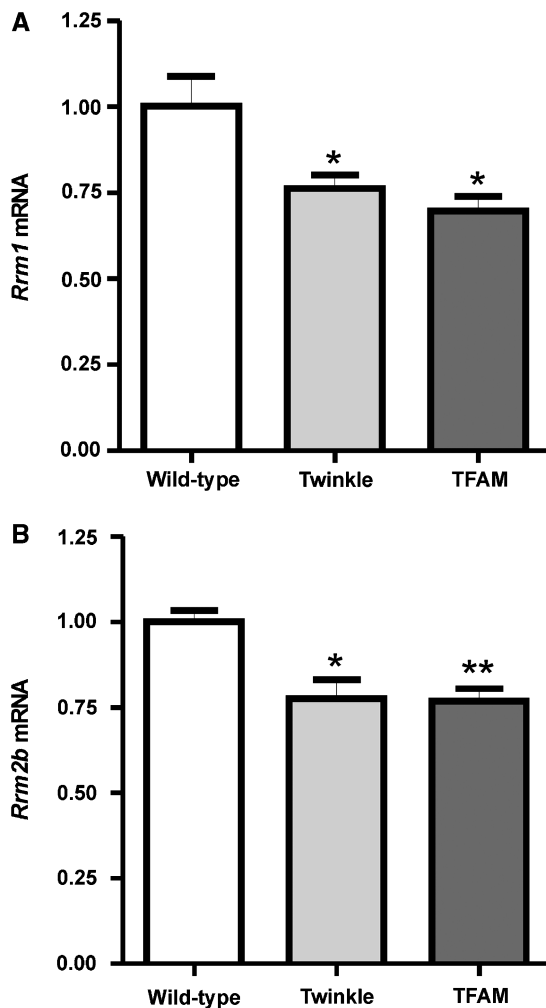 A
1.25
1.00
0.75
0.50
0.25
0.00
Rrm1 mRNA
*
*
Wild-type Twinkle TFAM
B
1.25
1.00
0.75
0.50
0.25
0.00
Rrm2b mRNA
*
**
Wild-type Twinkle TFAM